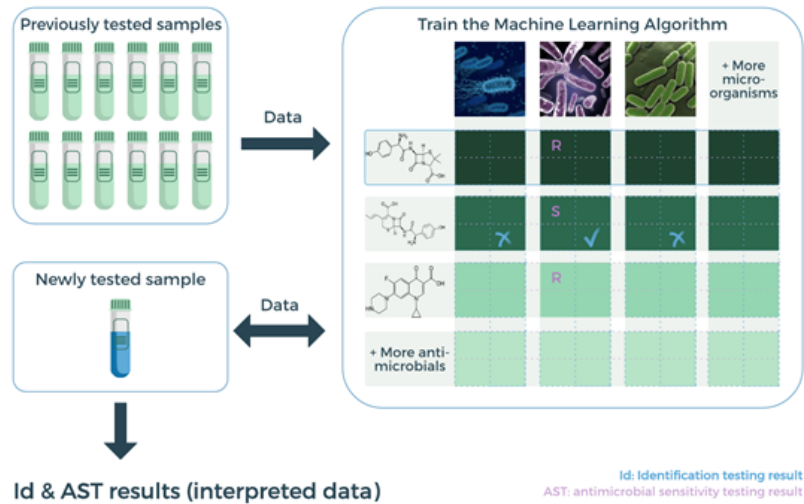 Previously tested samples
Data
Train the Machine Learning Algorithm
+ More
micro-
organisms
R
S
R
+ More anti-
microbials
Newly tested sample
Data
Id & AST results (interpreted data)
Id: Identification testing result
AST: antimicrobial sensitivity testing result